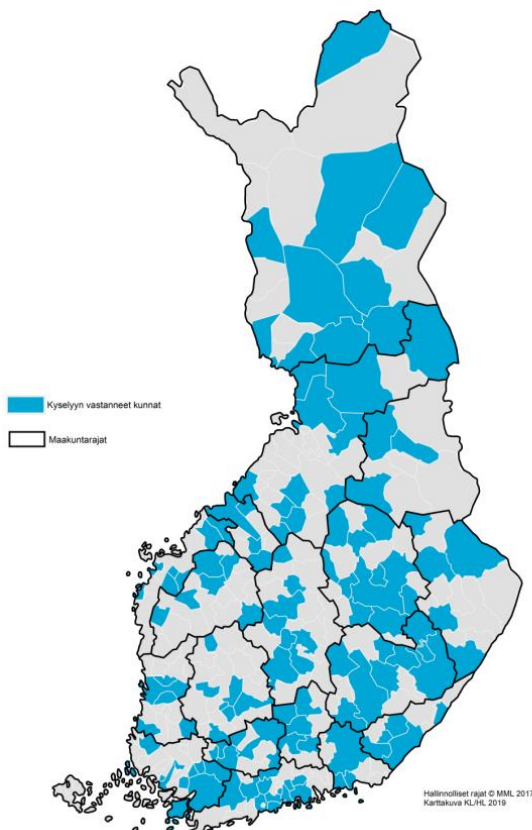 Kyselyyn vastanneet kunnat
Maakuntarajat
Hallinnolliset rajat © MML 2017
Karttakuva KL/HL 2019